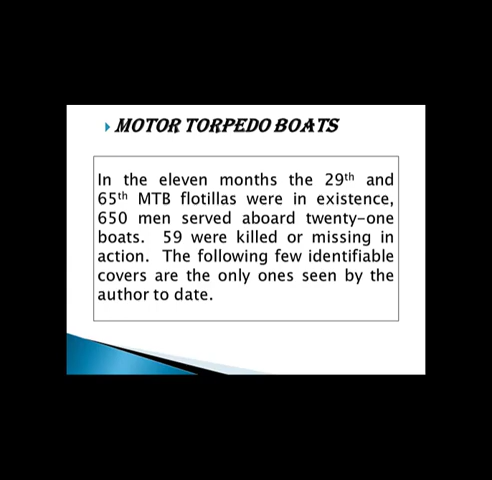 MOTOR TORPEDO BOATS
In the eleven months the 29th and
65th MTB flotillas were in existence,
650 men served aboard twenty-one
boats. 59 were killed or missing in
action. The following few identifiable
covers are the only ones seen by the
author to date.